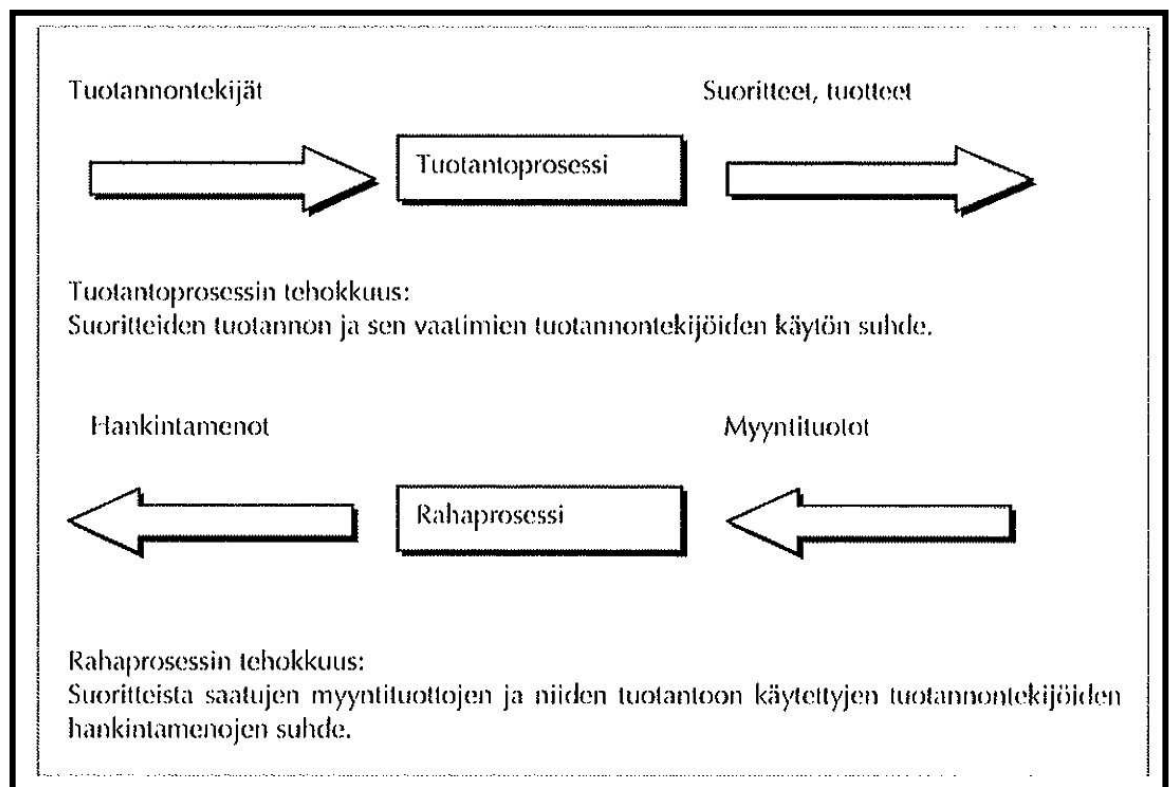 Tuotannontekijät
Suoritteet, tuotteet
Tuotantoprosessi
Tuotantoprosessin tehokkuus:
Suoritteiden tuotannon ja sen vaatimien tuotannontekijöiden käytön suhde.
Hankintamenot
Myyntituotot
Rahaprosessi
Rahaprosessin tehokkuus:
Suoritteista saatujen myyntituottojen ja niiden tuotantoon käytettyjen tuotannontekijöiden
hankintamenojen suhde.